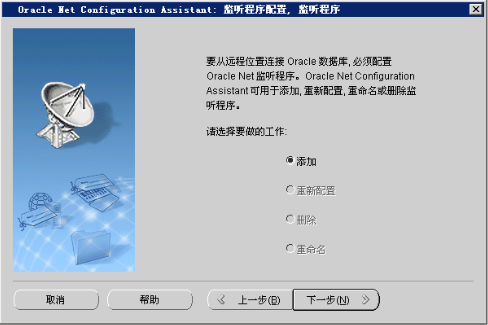 Oracle Net Configuration Assistant: 监听程序配置, 监听程序
要从远程位置连接 Oracle 数据库, 必须配置
Oracle Net 监听程序。Oracle Net Configuration
Assistant 可用于添加, 重新配置, 重命名或删除监
听程序。
请选择要做的工作:
添加
重新配置
删除
重命名
取消
帮助
上一步(B)
下一步(N)